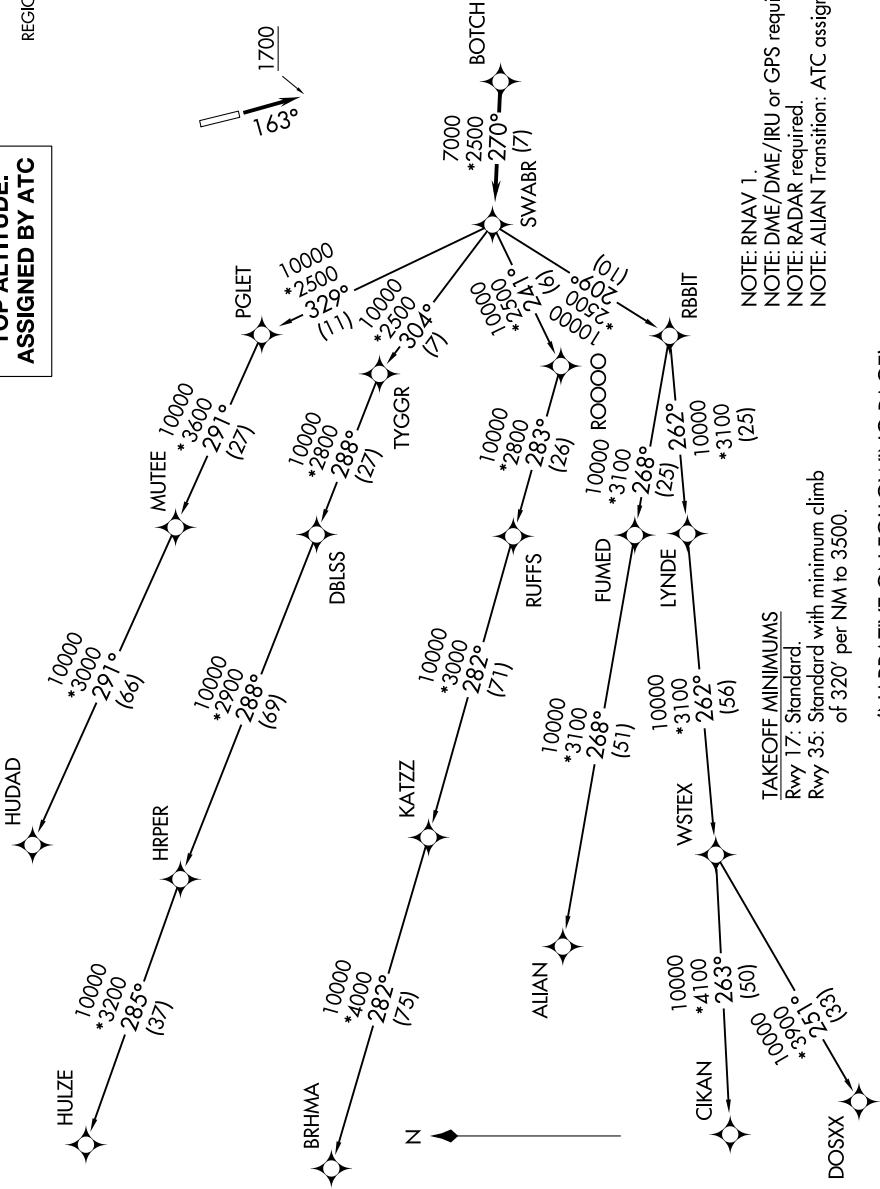 REGIO
TOP ALTITUDE:
ASSIGNED BY ATC
1700
163°
BOTCH
7000
*2500
270°
(7)
SWABR
10000
*2500
329°
(11)
PGLET
10000
*3600
291°
(27)
MUTEE
10000
*3000
291°
(66)
HUDAD
10000
*2500
304°
(7)
TYGGR
10000
*2800
288°
(27)
DBLSS
10000
*2900
288°
(69)
HRPER
10000
*3200
285°
(37)
HULZE
10000
*2500
241°
(6)
ROOOO
10000
*2800
283°
(26)
RUFFS
10000
*3000
282°
(71)
KATZZ
10000
*4000
282°
(75)
BRHMA
10000
*2500
209°
(10)
RBBIT
10000
*3100
268°
(25)
FUMED
10000
*3100
268°
(51)
ALIAN
262°
10000
*3100
(25)
LYNDE
10000
*3100
262°
(56)
WSTEX
10000
*4100
263°
(50)
CIKAN
10000
*3900
251°
(33)
DOSXX
N
NOTE: RNAV 1.
NOTE: DME/DME/IRU or GPS requi
NOTE: RADAR required.
NOTE: ALIAN Transition: ATC assign
TAKEOFF MINIMUMS
Rwy 17: Standard.
Rwy 35: Standard with minimum climb
of 320' per NM to 3500.